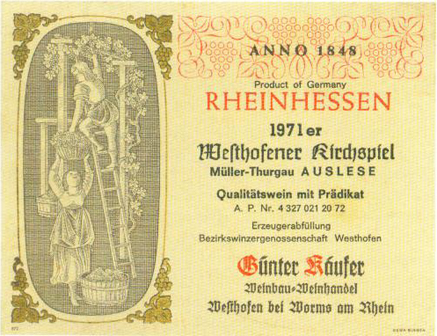 ANNO 1848
Product of Germany
RHEINHESSEN
1971er
Westhofener Kirchspiel
Müller-Thurgau AUSLESE
Qualitätswein mit Prädikat
A. P. Nr. 4 327 021 20 72
Erzeugerabfüllung
Bezirkswinzergenossenschaft Westhofen
Günter Käufer
Weinbau-Weinhandel
Westhofen bei Worms am Rhein